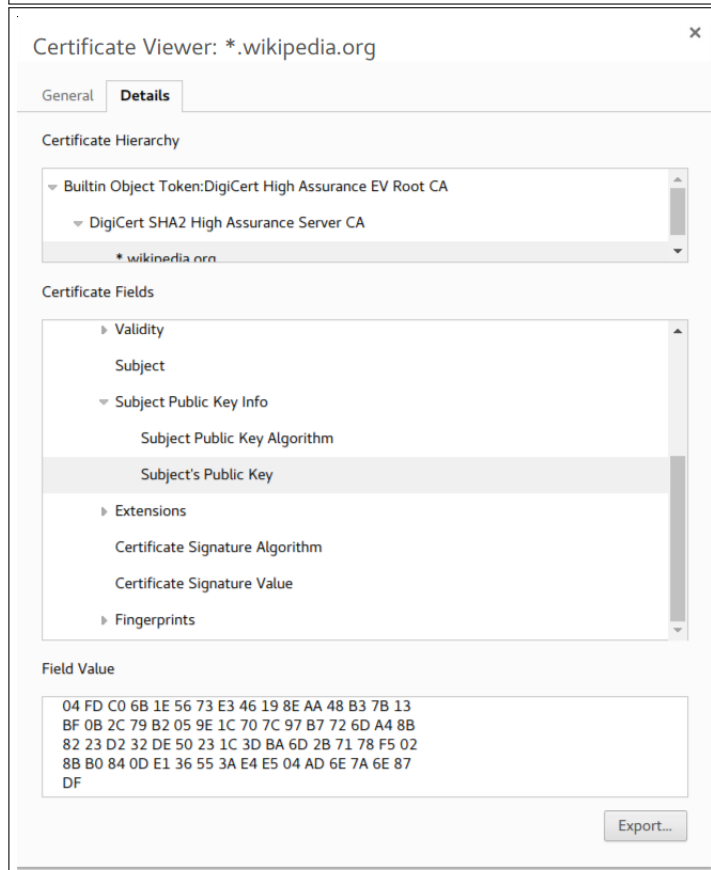 Certificate Viewer: *.wikipedia.org
×
General Details
Certificate Hierarchy
Builtin Object Token:DigiCert High Assurance EV Root CA
DigiCert SHA2 High Assurance Server CA
*.wikipedia.org
Certificate Fields
Validity
Subject
Subject Public Key Info
Subject Public Key Algorithm
Subject's Public Key
Extensions
Certificate Signature Algorithm
Certificate Signature Value
Fingerprints
Field Value
04 FD C0 6B 1E 56 73 E3 46 19 8E AA 48 B3 7B 13
BF 0B 2C 79 B2 05 9E 1C 70 7C 97 B7 72 6D A4 8B
82 23 D2 32 DE 50 23 1C 3D BA 6D 2B 71 78 F5 02
8B B0 84 0D E1 36 55 3A E4 E5 04 AD 6E 7A 6E 87
DF
Export...